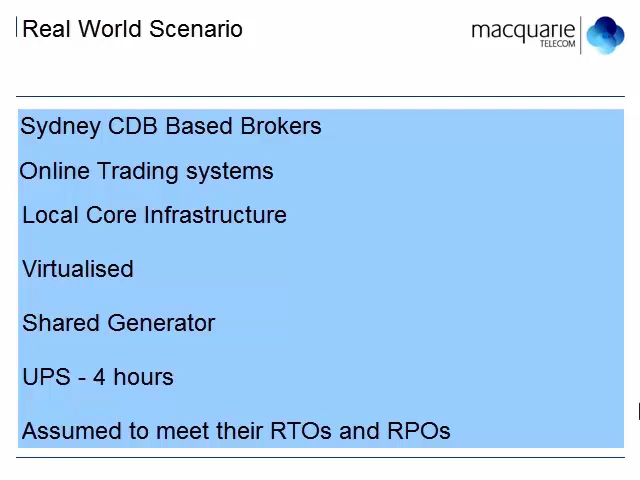 Real World Scenario
macquarie
TELECOM
Sydney CDB Based Brokers
Online Trading systems
Local Core Infrastructure
Virtualised
Shared Generator
UPS - 4 hours
Assumed to meet their RTOs and RPOs